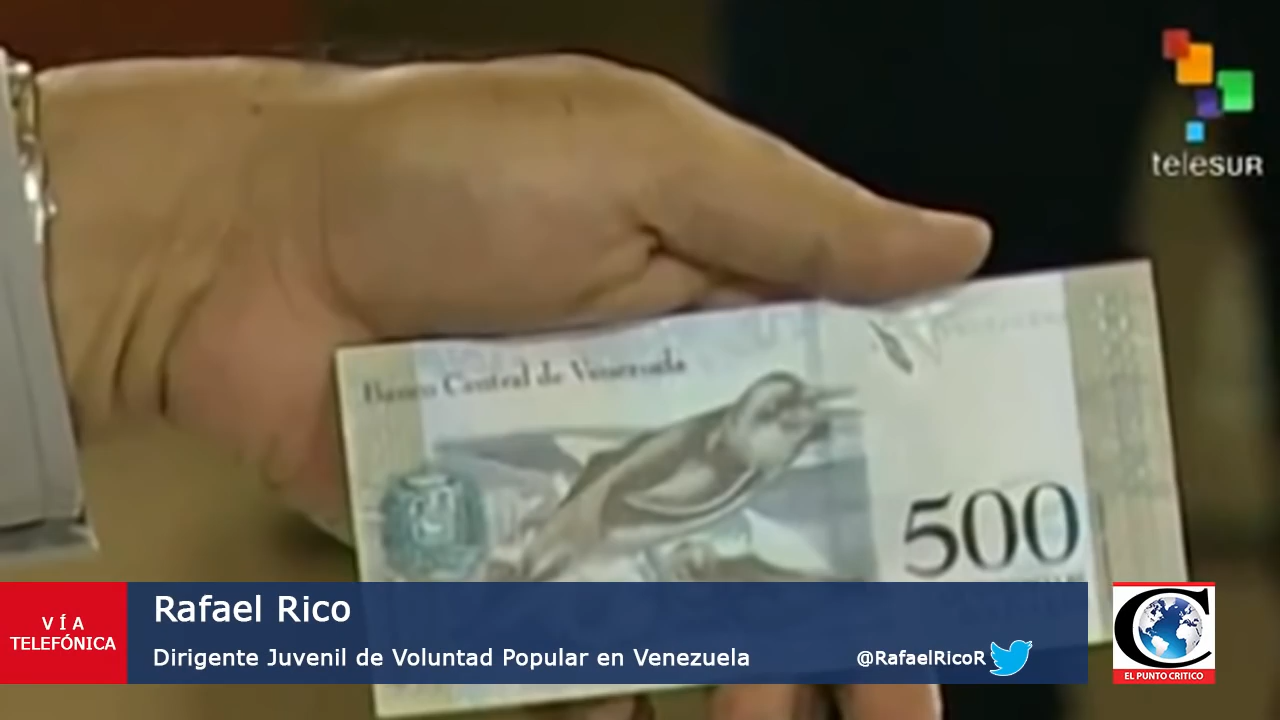 telesUR
Banco Central de Venezuela
500
VÍA
TELEFÓNICA
Rafael Rico
Dirigente Juvenil de Voluntad Popular en Venezuela
@RafaelRicoR
EL PUNTO CRITICO